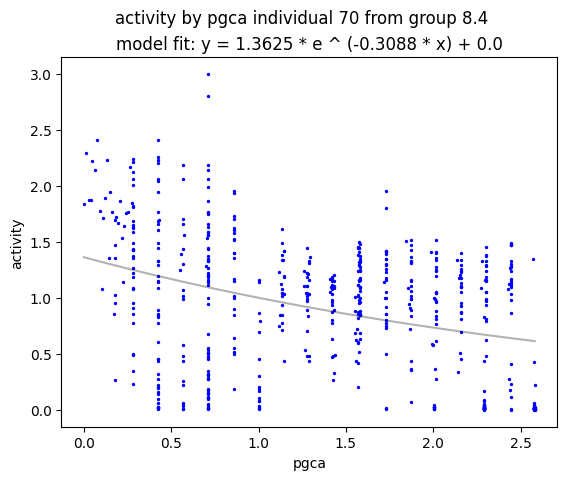 activity by pgca individual 70 from group 8.4
model fit: y = 1.3625 * e ^ (-0.3088 * x) + 0.0
3.0
2.5
2.0
1.5
1.0
0.5
0.0
activity
0.0 0.5 1.0 1.5 2.0 2.5
pgca